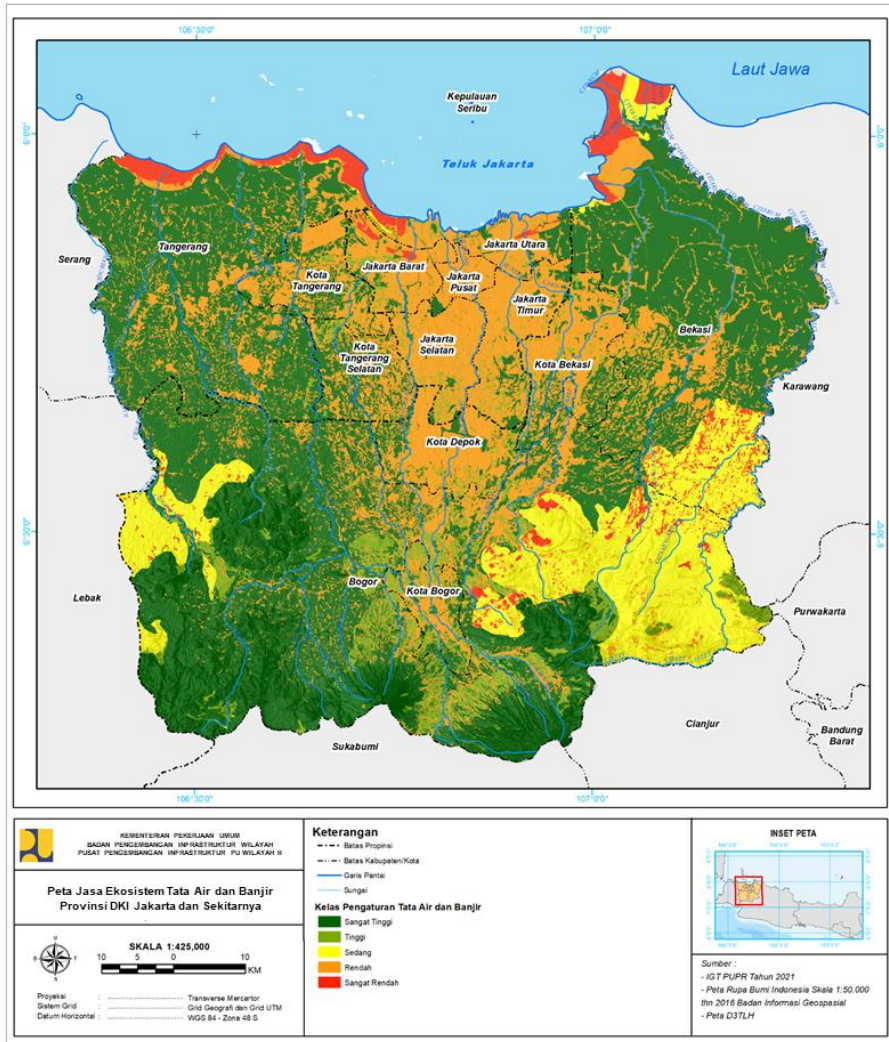 106°30'0"
107°0'0"
Laut Jawa
Kepulauan
Seribu
6°0'0"
6°0'0"
Teluk Jakarta
Serang
Tangerang
Jakarta Utara
Jakarta Barat
Kota
Tangerang
Jakarta
Pusat
Jakarta
Timur
Jakarta
Selatan
Kota
Tangerang
Selatan
Kota Bekasi
Bekasi
Karawang
Kota Depok
6°30'0"
6°30'0"
Lebak
Bogor
Kota Bogor
Purwakarta
Cianjur
Bandung
Barat
Sukabumi
106°30'0"
107°0'0"
PU
KEMENTERIAN PEKERJAAN UMUM
BADAN PENGEMBANGAN INFRASTRUKTUR WILAYAH
PUSAT PENGEMBANGAN INFRASTRUKTUR PU WILAYAH II
Peta Jasa Ekosistem Tata Air dan Banjir
Provinsi DKI Jakarta dan Sekitarnya
U
B
T
S
SKALA 1:425,000
10 5 0 10
KM
Proyeksi : Transverse Mercartor
Sistem Grid : Grid Geografi dan Grid UTM
Datum Horizontal : WGS 84 - Zona 48 S
Keterangan
Batas Propinsi
Batas Kabupaten/Kota
Garis Pantai
Sungai
Kelas Pengaturan Tata Air dan Banjir
Sangat Tinggi
Tinggi
Sedang
Rendah
Sangat Rendah
INSET PETA
Sumber :
- IGT PUPR Tahun 2021
- Peta Rupa Bumi Indonesia Skala 1:50.000
thn 2016 Badan Informasi Geospasial
- Peta D3TLH